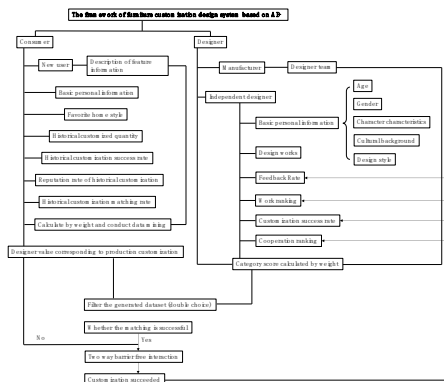 The framework of furniture customization design system based on AI
Consumer
Designer
New user
Description of feature
information
Manufacturer
Designer team
Basic personal information
Independent designer
Age
Favorite home style
Gender
Historical customized quantity
Basic personal information
Character characteristics
Cultural background
Historical customization success rate
Design works
Design style
Reputation rate of historical customization
Feedback Rate
Historical customization matching rate
Work ranking
Calculate by weight and conduct data mining
Customization success rate
Cooperation ranking
Designer value corresponding to production customization
Category score calculated by weight
Filter the generated dataset (double choice)
Whether the matching is successful
No
Yes
Two way barrier-free interaction
Customization succeeded